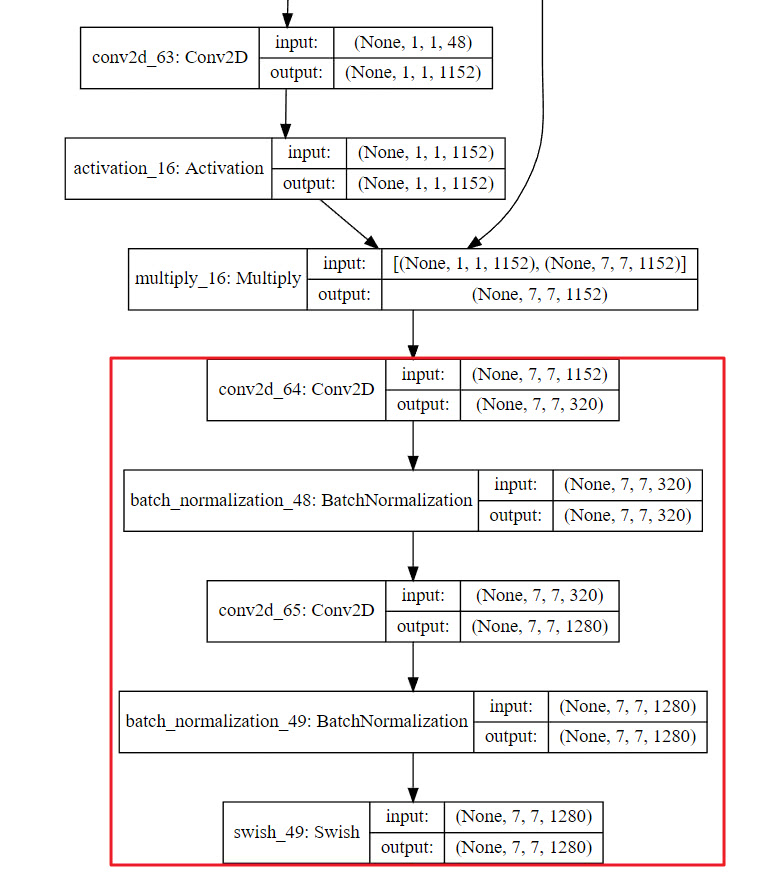 conv2d_63: Conv2D
input:
(None, 1, 1, 48)
output:
(None, 1, 1, 1152)
activation_16: Activation
input:
(None, 1, 1, 1152)
output:
(None, 1, 1, 1152)
multiply_16: Multiply
input:
[(None, 1, 1, 1152), (None, 7, 7, 1152)]
output:
(None, 7, 7, 1152)
conv2d_64: Conv2D
input:
(None, 7, 7, 1152)
output:
(None, 7, 7, 320)
batch_normalization_48: BatchNormalization
input:
(None, 7, 7, 320)
output:
(None, 7, 7, 320)
conv2d_65: Conv2D
input:
(None, 7, 7, 320)
output:
(None, 7, 7, 1280)
batch_normalization_49: BatchNormalization
input:
(None, 7, 7, 1280)
output:
(None, 7, 7, 1280)
swish_49: Swish
input:
(None, 7, 7, 1280)
output:
(None, 7, 7, 1280)